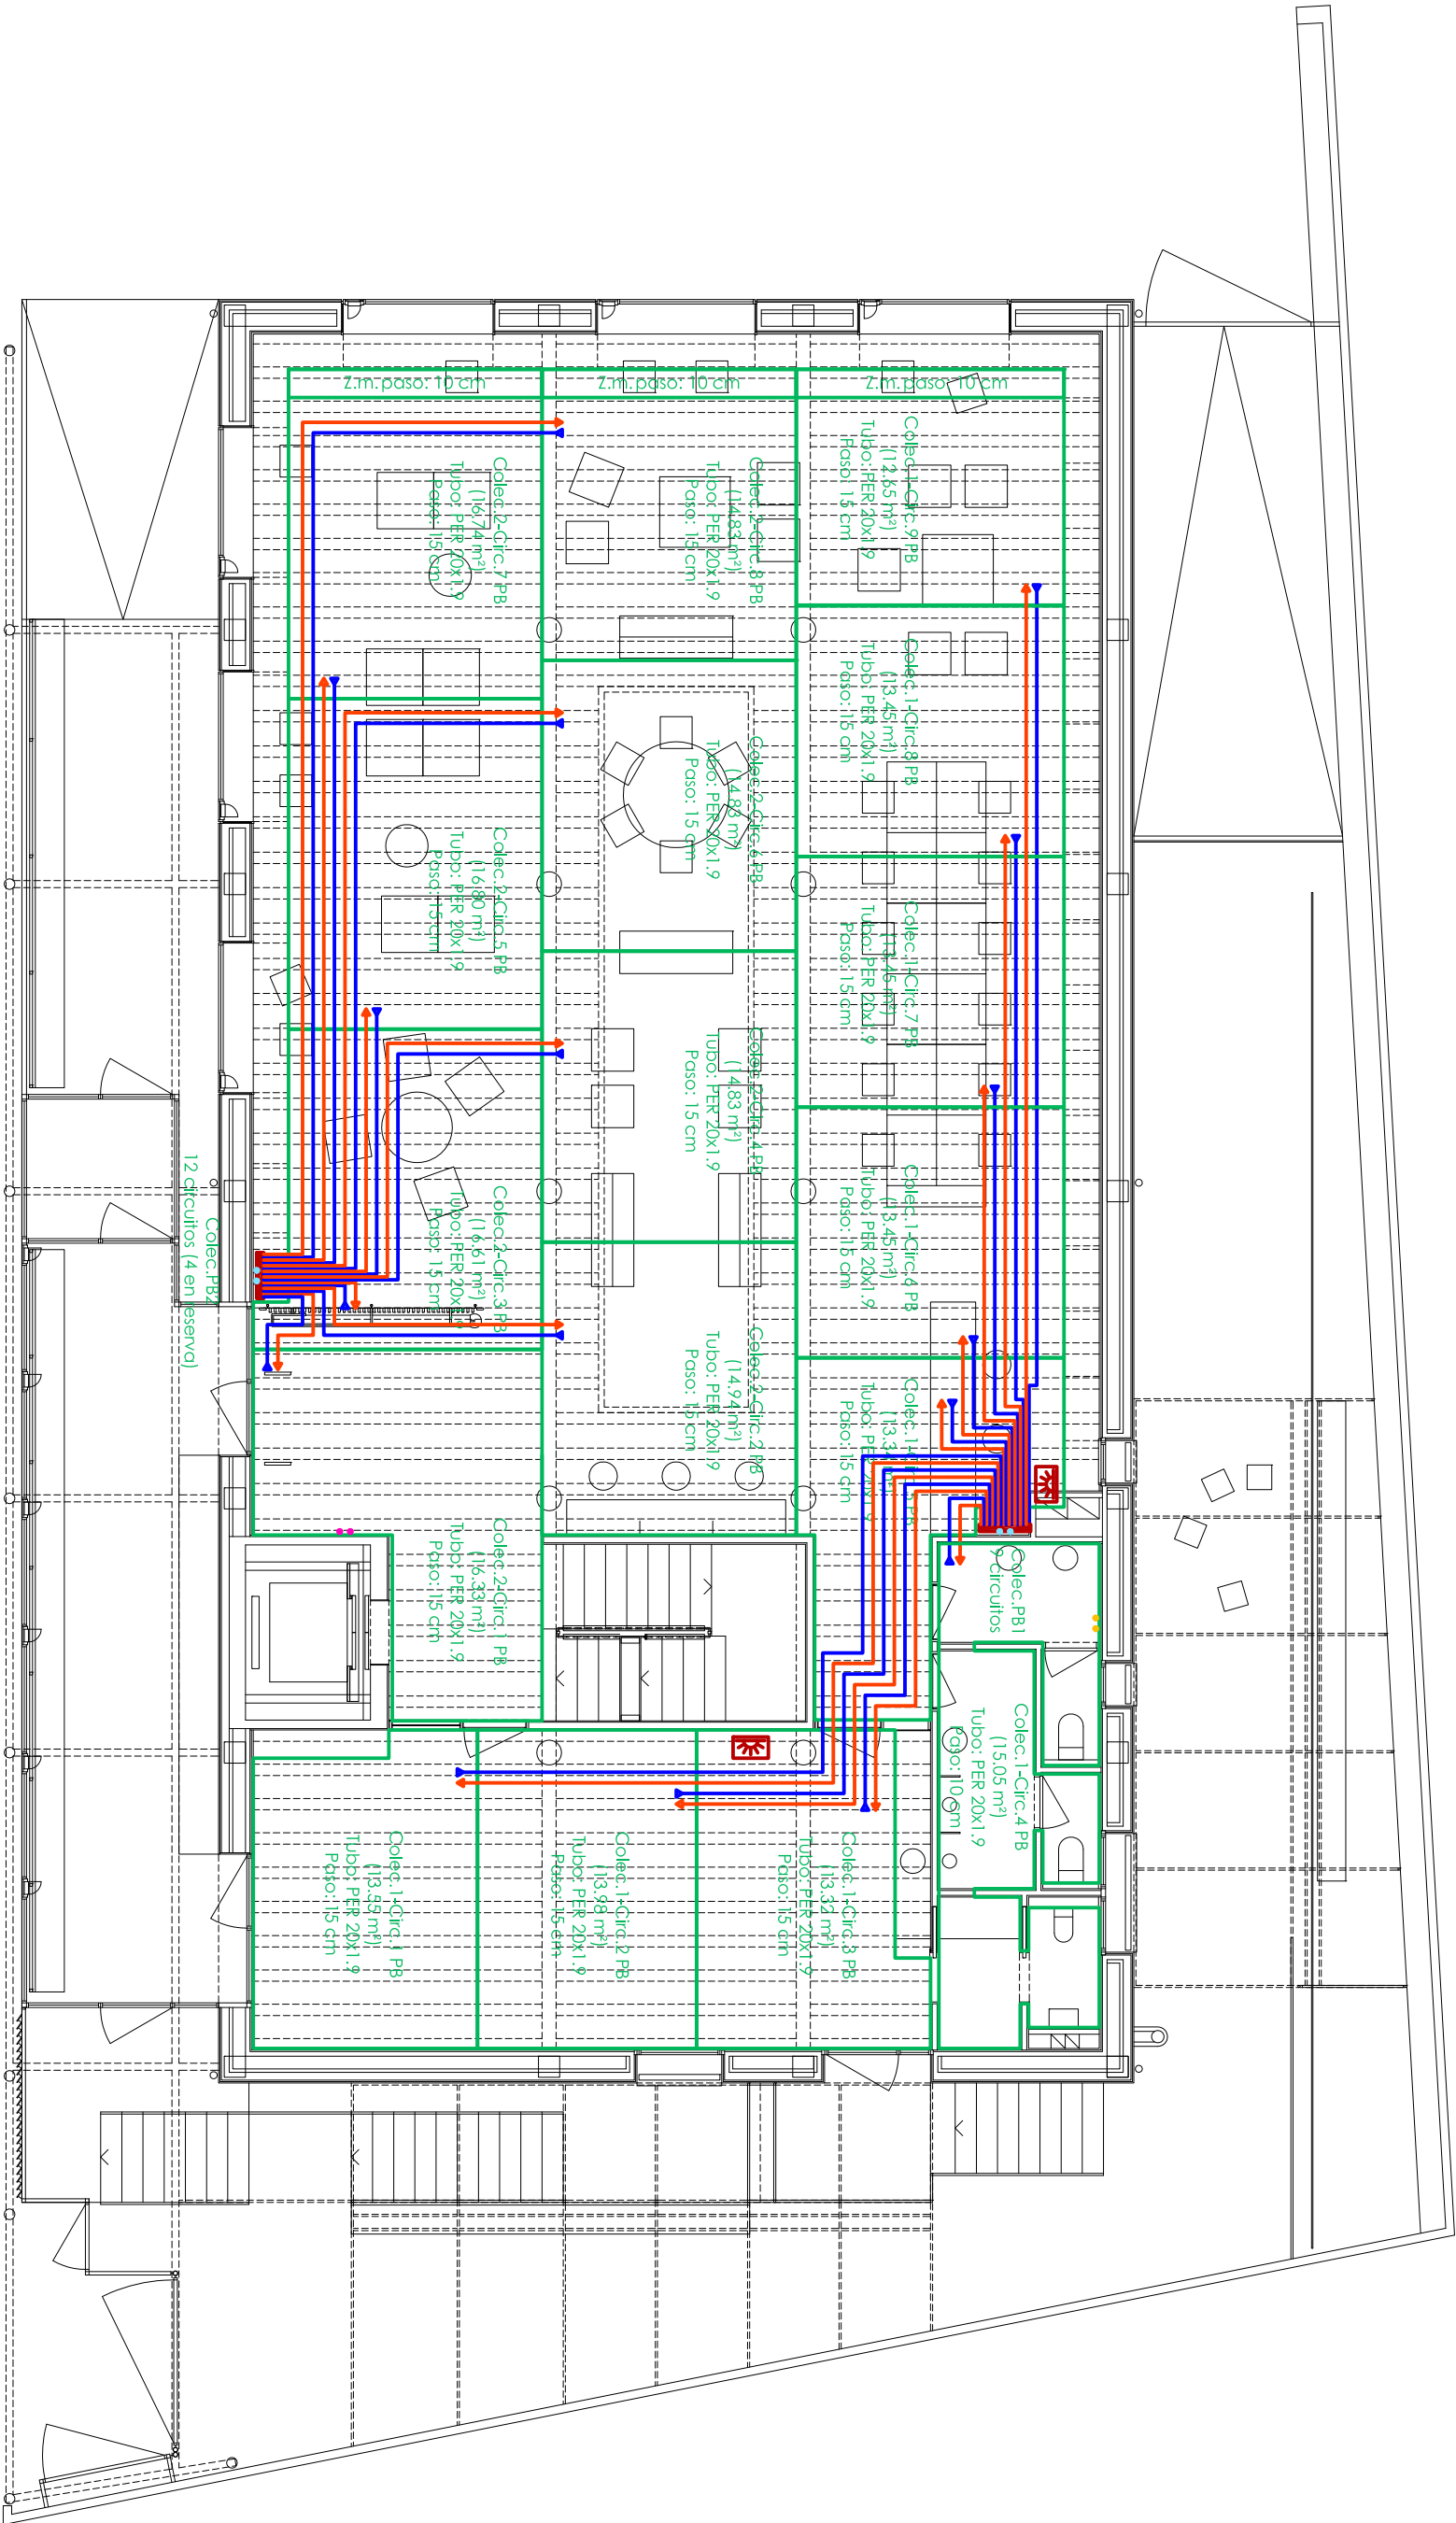 Z.m.paso: 10 cm
Z.m.paso: 10 cm
Z.m.paso: 10 cm
Colec.2-Circ.7 PB
(16.74 m²)
Tubo: PER 20x1.9
Paso: 15 cm
Colec.2-Circ.8 PB
(14.83 m²)
Tubo: PER 20x1.9
Paso: 15 cm
Colec.1-Circ.9 PB
(12.65 m²)
Tubo: PER 20x1.9
Paso: 15 cm
Colec.1-Circ.8 PB
(13.45 m²)
Tubo: PER 20x1.9
Paso: 15 cm
Colec.2-Circ.5 PB
(16.80 m²)
Tubo: PER 20x1.9
Paso: 15 cm
Colec.2-Circ.6 PB
(14.83 m²)
Tubo: PER 20x1.9
Paso: 15 cm
Colec.1-Circ.7 PB
(13.45 m²)
Tubo: PER 20x1.9
Paso: 15 cm
Colec.2-Circ.3 PB
(16.61 m²)
Tubo: PER 20x1.9
Paso: 15 cm
Colec.2-Circ.4 PB
(14.83 m²)
Tubo: PER 20x1.9
Paso: 15 cm
Colec.1-Circ.6 PB
(13.45 m²)
Tubo: PER 20x1.9
Paso: 15 cm
Colec.PB2
12 circuitos (4 en reserva)
Colec.2-Circ.2 PB
(14.94 m²)
Tubo: PER 20x1.9
Paso: 15 cm
Colec.1-Circ.5 PB
Tubo: PER 20x1.9
Paso: 15 cm
Colec.2-Circ.1 PB
(16.33 m²)
Tubo: PER 20x1.9
Paso: 15 cm
Colec.PB1
9 circuitos
Colec.1-Circ.4 PB
(15.05 m²)
Tubo: PER 20x1.9
Paso: 10 cm
Colec.1-Circ.1 PB
(13.55 m²)
Tubo: PER 20x1.9
Paso: 15 cm
Colec.1-Circ.2 PB
(13.98 m²)
Tubo: PER 20x1.9
Paso: 15 cm
Colec.1-Circ.3 PB
(13.32 m²)
Tubo: PER 20x1.9
Paso: 15 cm